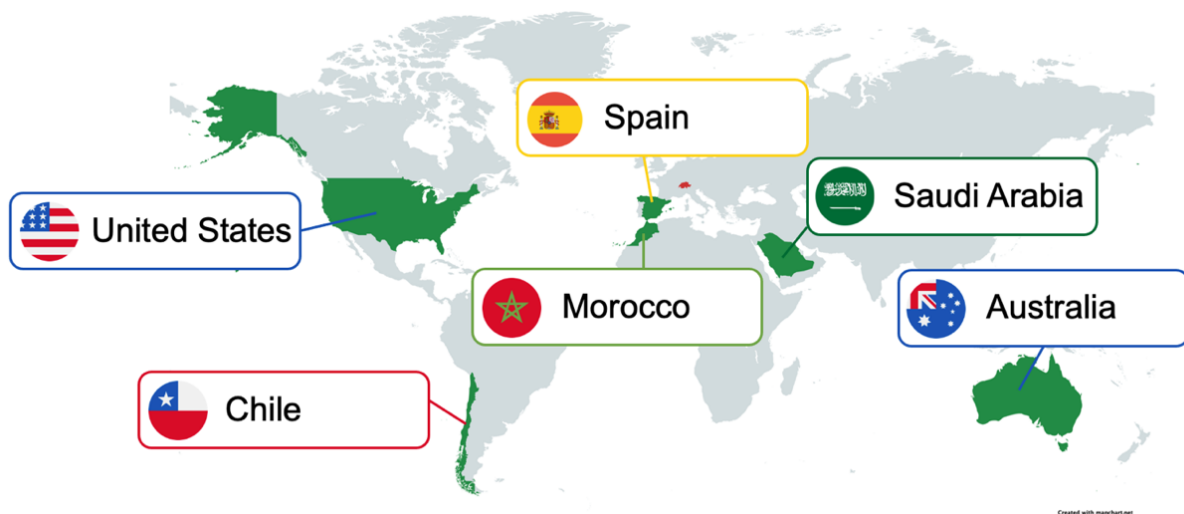 Spain
Saudi Arabia
United States
Morocco
Australia
Chile
Created with mapchart.net